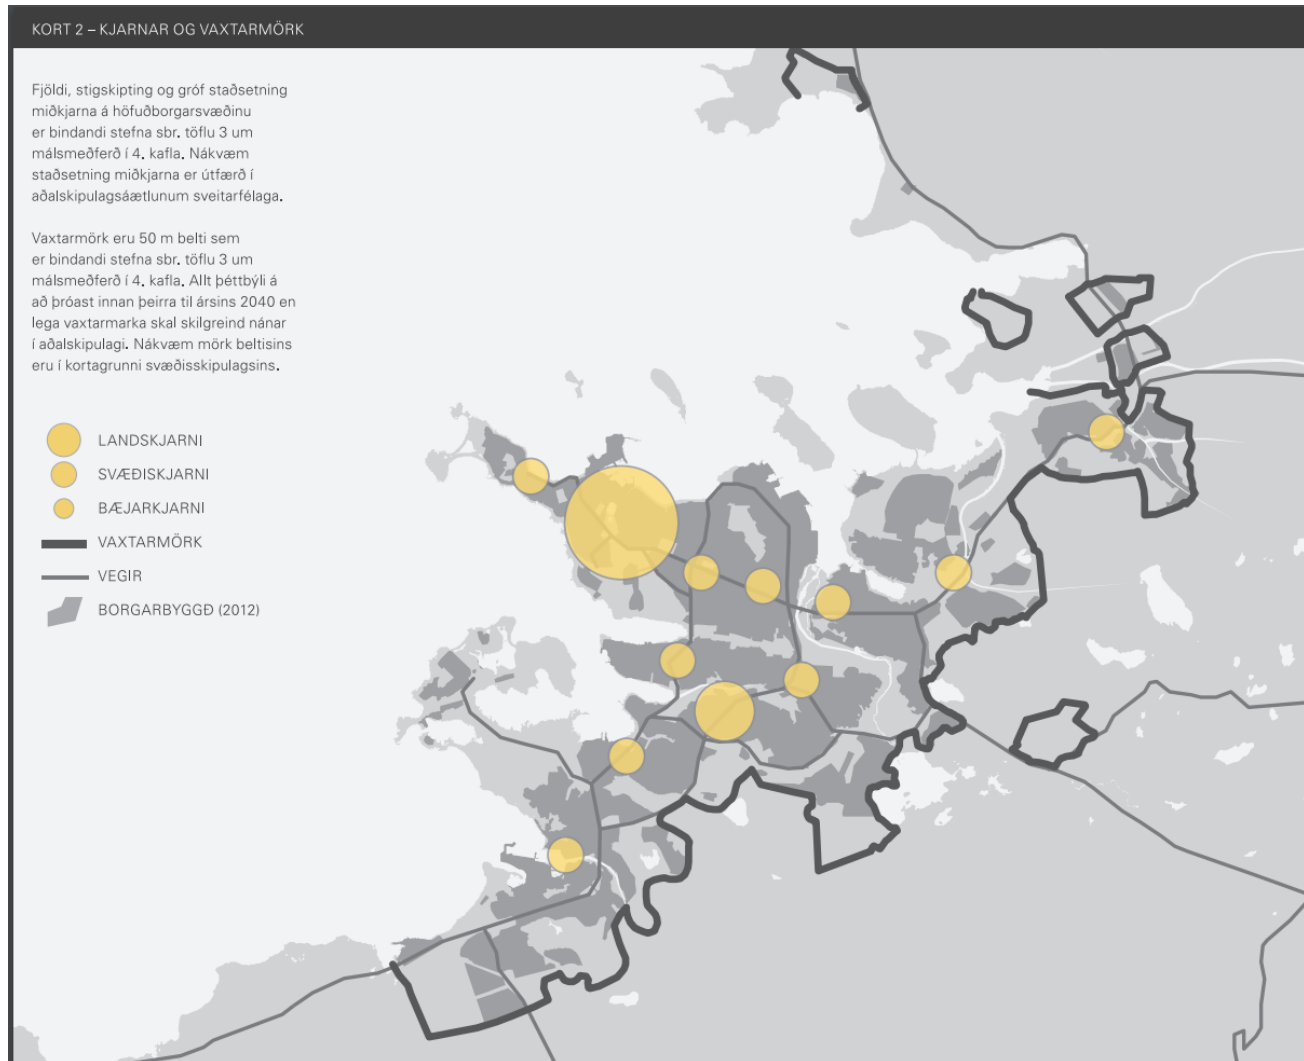 KORT 2 – KJARNAR OG VAXTARMÖRK
Fjöldi, stigskipting og gróf staðsetning
miðkjarna á höfuðborgarsvæðinu
er bindandi stefna sbr. töflu 3 um
málsmeðferð í 4. kafla. Nákvæm
staðsetning miðkjarna er útfærð í
aðalskipulagsáætlunum sveitarfélaga.
Vaxtarmörk eru 50 m belti sem
er bindandi stefna sbr. töflu 3 um
málsmeðferð í 4. kafla. Allt þéttbýli á
að þróast innan þeirra til ársins 2040 en
lega vaxtarmarka skal skilgreind nánar
í aðalskipulagi. Nákvæm mörk beltisins
eru í kortagrunni svæðisskipulagsins.
LANDSKJARNI
SVÆÐISKJARNI
BÆJARKJARNI
VAXTARMÖRK
VEGIR
BORGARBYGGÐ (2012)